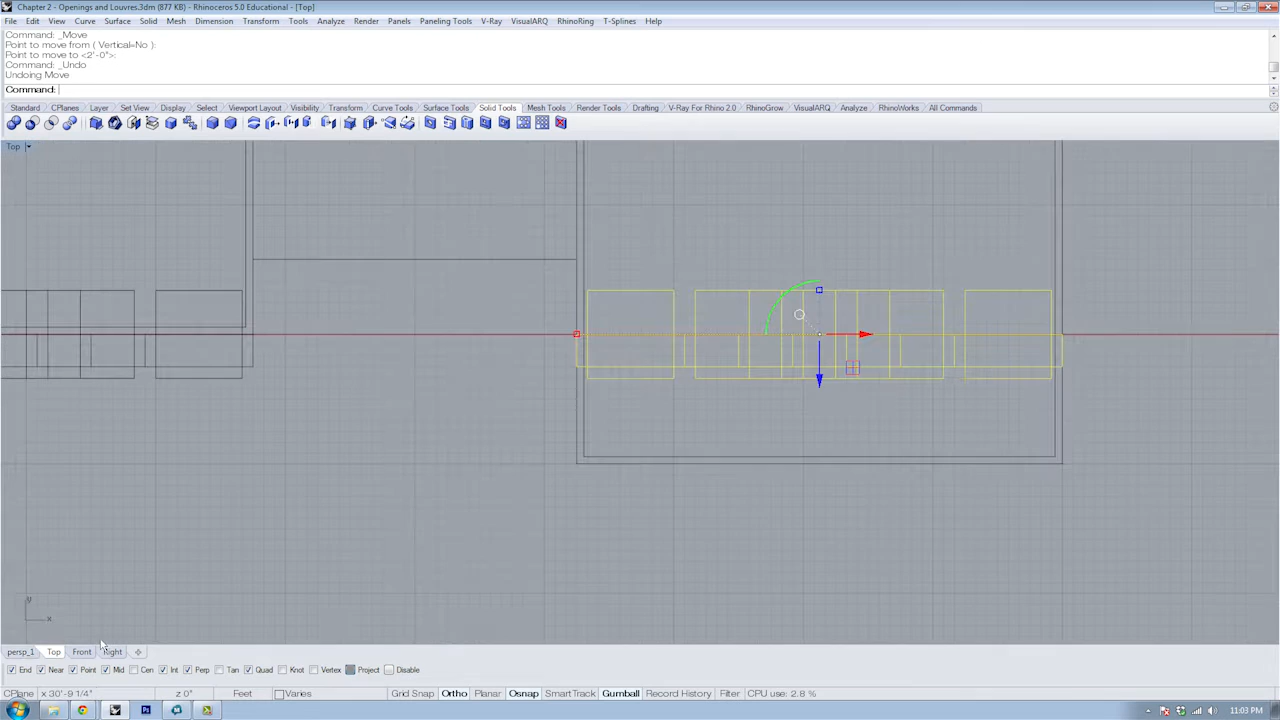 Chapter 2 - Openings and Louvres.3dm (877 KB) - Rhinoceros 5.0 Educational - [Top]
File Edit View Curve Surface Solid Mesh Dimension Transform Tools Analyze Render Panels Paneling Tools V-Ray VisualARQ RhinoRing T-Splines Help
Command: _Move
Point to move from ( Vertical=No ):
Point to move to <2'-0">:
Command: _Undo
Undoing Move
Command:
Standard CPlanes Layer Set View Display Select Viewport Layout Visibility Transform Curve Tools Surface Tools Solid Tools Mesh Tools Render Tools Drafting V-Ray For Rhino 2.0 RhinoGrow VisualARQ Analyze RhinoWorks All Commands
Top
y
x
persp_1 Top Front Right
End Near Point Mid Cen Int Perp Tan Quad Knot Vertex Project Disable
CPlane x 30'-9 1/4" z 0" Feet Varies Grid Snap Ortho Planar Osnap SmartTrack Gumball Record History Filter CPU use: 2.8 %
11:03 PM